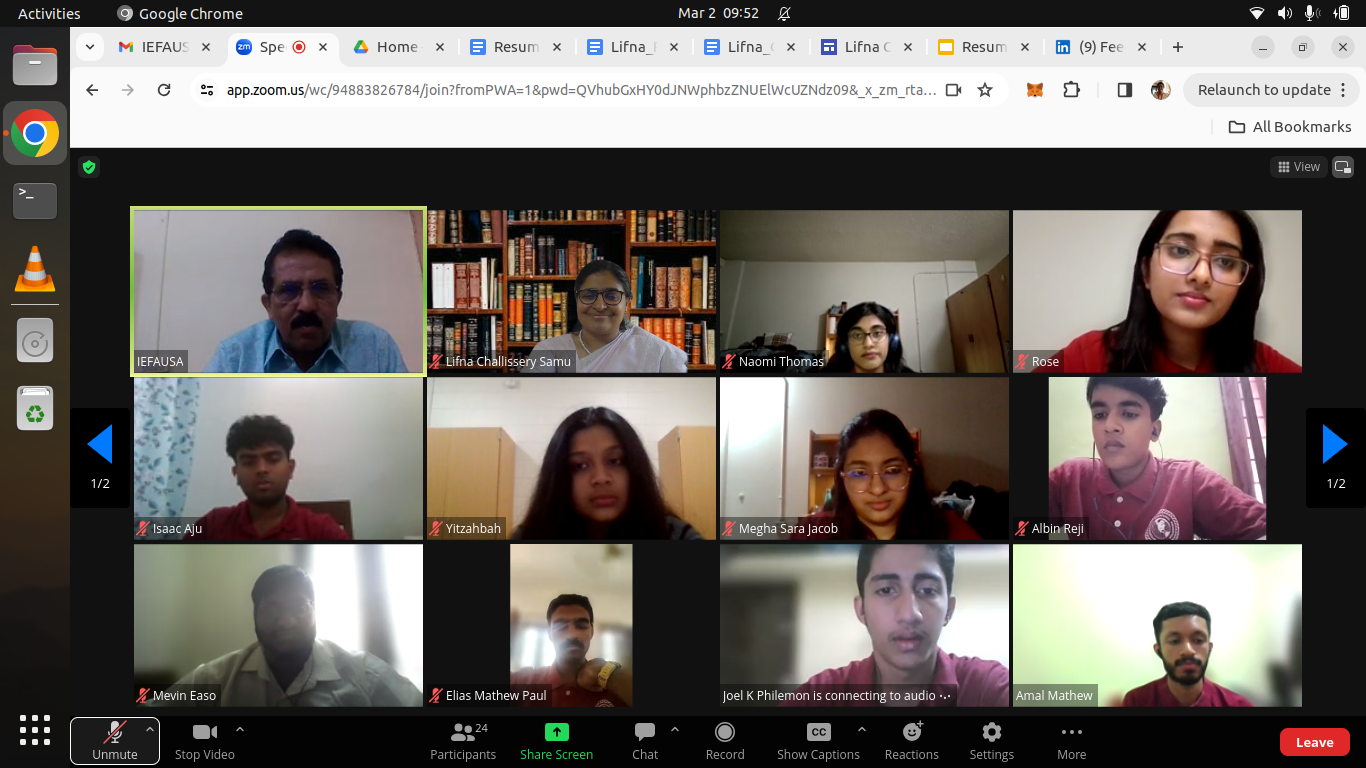 Activities
Google Chrome
Mar 2 09:52
IEFAUS
zm
Spe
Home
Resum
Lifna_
Lifna_
Lifna C
Resum
(9) Fee
app.zoom.us/wc/94883826784/join?fromPWA=1&pwd=QVhubGxHY0dJNWphbzZNUElWcUZNdz09&_x_zm_rta...
Relaunch to update
All Bookmarks
View
IEFAUSA
Lifna Challissery Samu
Naomi Thomas
Rose
Isaac Aju
Yitzahbah
Megha Sara Jacob
Albin Reji
1/2
1/2
Mevin Easo
Elias Mathew Paul
Joel K Philemon is connecting to audio
Amal Mathew
Unmute
Stop Video
24
Participants
Share Screen
Chat
Record
CC
Show Captions
Reactions
Settings
More
Leave